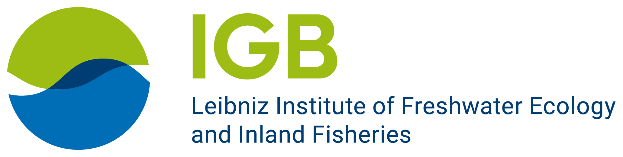 IGB
Leibniz Institute of Freshwater Ecology
and Inland Fisheries